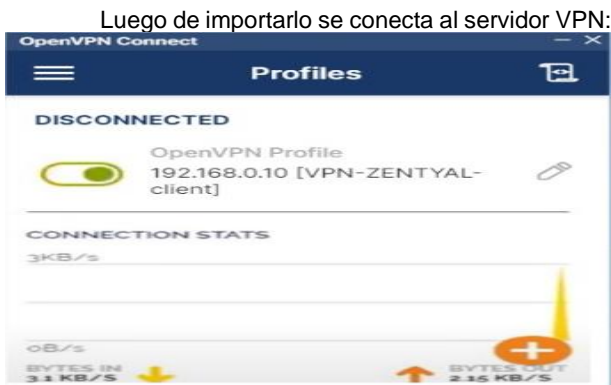 Luego de importarlo se conecta al servidor VPN:
OpenVPN Connect
Profiles
DISCONNECTED
OpenVPN Profile
192.168.0.10 [VPN-ZENTYAL-
client]
CONNECTION STATS
3KB/s
0B/s
BYTES IN
3.1 KB/S
BYTES OUT
2.15 KB/S